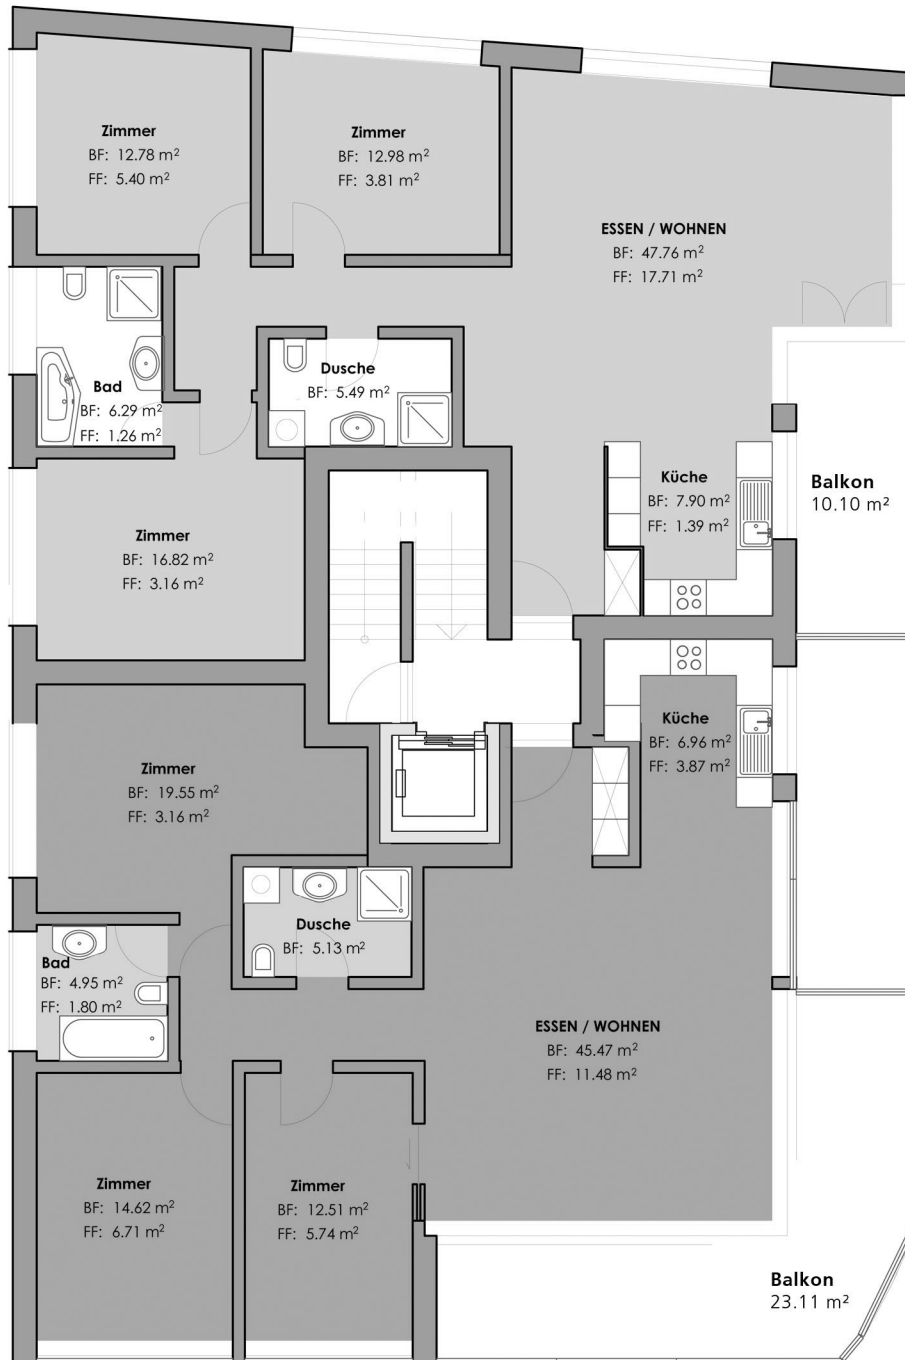 Zimmer
BF: 12.78 m²
FF: 5.40 m²
Zimmer
BF: 12.98 m²
FF: 3.81 m²
ESSEN / WOHNEN
BF: 47.76 m²
FF: 17.71 m²
Bad
BF: 6.29 m²
FF: 1.26 m²
Dusche
BF: 5.49 m²
Küche
BF: 7.90 m²
FF: 1.39 m²
Balkon
10.10 m²
Zimmer
BF: 16.82 m²
FF: 3.16 m²
Küche
BF: 6.96 m²
FF: 3.87 m²
Zimmer
BF: 19.55 m²
FF: 3.16 m²
Dusche
BF: 5.13 m²
Bad
BF: 4.95 m²
FF: 1.80 m²
ESSEN / WOHNEN
BF: 45.47 m²
FF: 11.48 m²
Zimmer
BF: 14.62 m²
FF: 6.71 m²
Zimmer
BF: 12.51 m²
FF: 5.74 m²
Balkon
23.11 m²